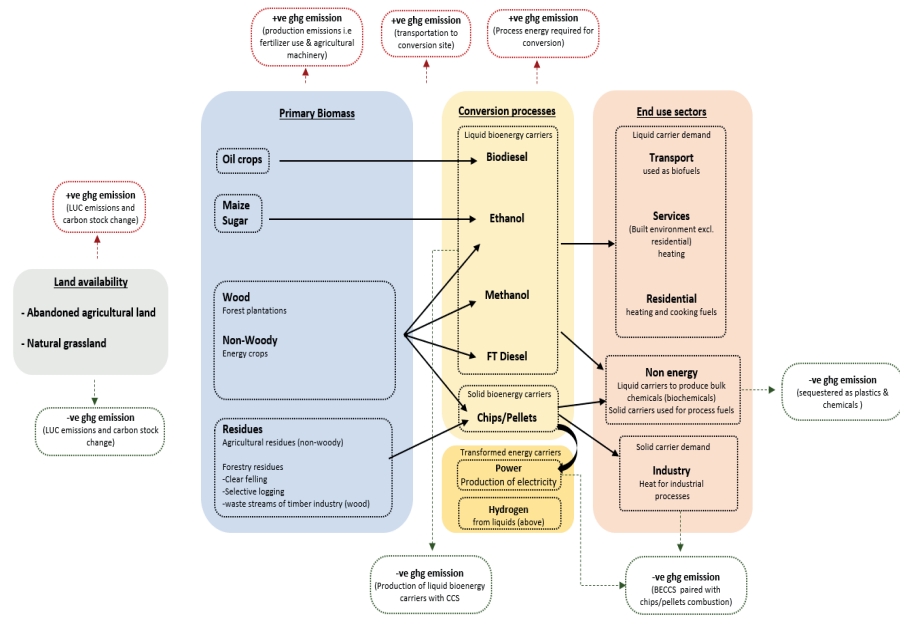 +ve ghg emission
(production emissions i.e
fertilizer use & agricultural
machinery)
+ve ghg emission
(transportation to
conversion site)
+ve ghg emission
(Process energy required for
conversion)
Primary Biomass
Oil crops
Maize
Sugar
Wood
Forest plantations
Non-Woody
Energy crops
Residues
Agricultural residues (non-woody)
Forestry residues
-Clear felling
-Selective logging
-waste streams of timber industry (wood)
Conversion processes
Liquid bioenergy carriers
Biodiesel
Ethanol
Methanol
FT Diesel
Solid bioenergy carriers
Chips/Pellets
Transformed energy carriers
Power
Production of electricity
Hydrogen
from liquids (above)
End use sectors
Liquid carrier demand
Transport
used as biofuels
Services
(Built environment excl.
residential)
heating
Residential
heating and cooking fuels
Non energy
Liquid carriers to produce bulk
chemicals (biochemicals)
Solid carriers used for process fuels
Solid carrier demand
Industry
Heat for industrial
processes
+ve ghg emission
(LUC emissions and
carbon stock change)
Land availability
- Abandoned agricultural land
- Natural grassland
-ve ghg emission
(LUC emissions and carbon stock
change)
-ve ghg emission
(sequestered as plastics &
chemicals )
-ve ghg emission
(Production of liquid bioenergy
carriers with CCS)
-ve ghg emission
(BECCS paired with
chips/pellets combustion)